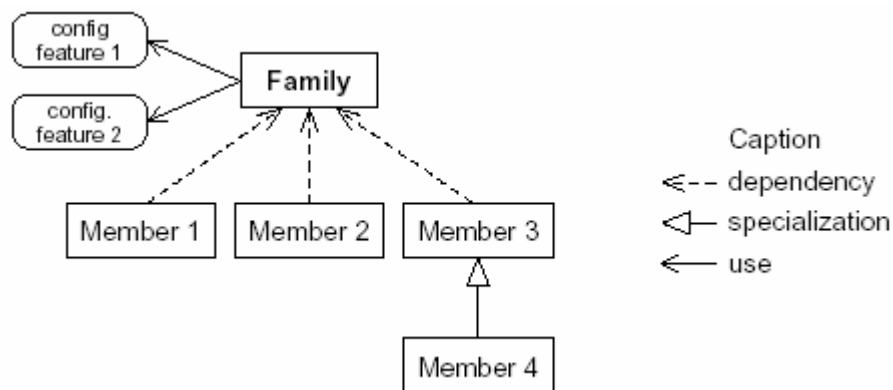 config
feature 1
Family
config.
feature 2
Caption
dependency
Member 1
Member 2
Member 3
specialization
use
Member 4